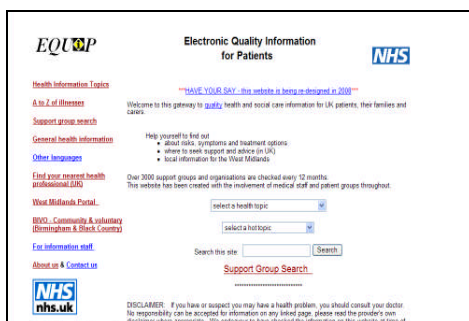 EQUIP
Electronic Quality Information
for Patients
NHS
Health Information Topics
A to Z of illnesses
Support group search
General health information
Other languages
Find your nearest health
professional (UK)
West Midlands Portal
BIVO - Community & voluntary
(Birmingham & Black Country)
For information staff
About us & Contact us
NHS
nhs.uk
***HAVE YOUR SAY - this website is being re-designed in 2008***
Welcome to this gateway to quality health and social care information for UK patients, their families and
carers.
Help yourself to find out
• about risks, symptoms and treatment options
• where to seek support and advice (in UK)
• local information for the West Midlands
Over 3000 support groups and organisations are checked every 12 months.
This website has been created with the involvement of medical staff and patient groups throughout.
select a health topic
select a hot topic
Search this site: Search
Support Group Search
DISCLAIMER: If you have or suspect you may have a health problem, you should consult your doctor.
No responsibility can be accepted for information on any linked page, please read the provider's own